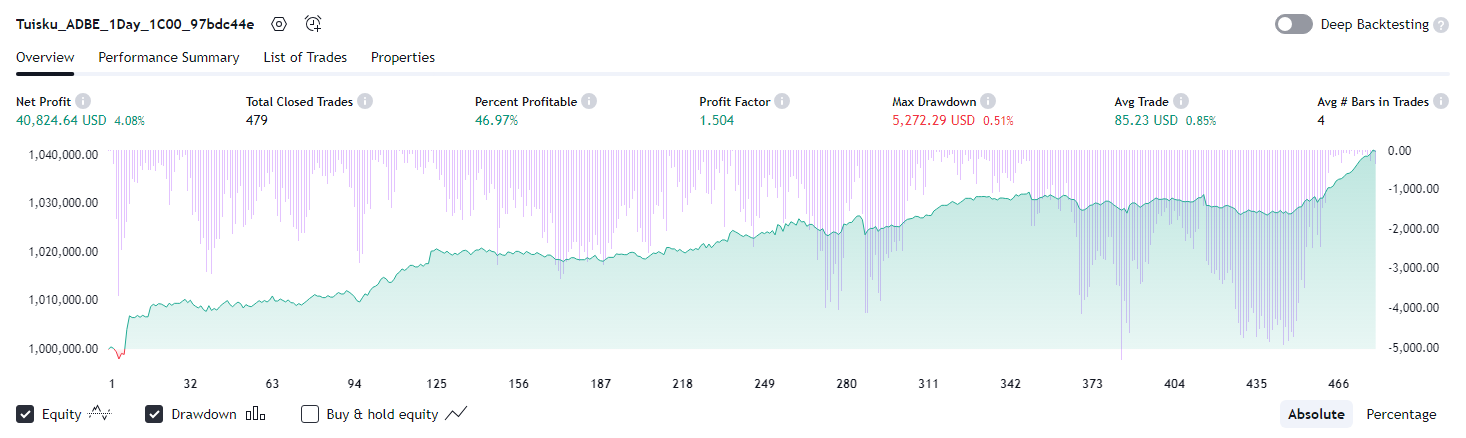 Tuisku_ADBE_1Day_1C00_97bdc44e Deep Backtesting ?
Overview Performance Summary List of Trades Properties
Net Profit Total Closed Trades Percent Profitable Profit Factor Max Drawdown Avg Trade Avg # Bars in Trades
40,824.64 USD 4.08% 479 46.97% 1.504 5,272.29 USD 0.51% 85.23 USD 0.85% 4
1,040,000.00 0.00
1,030,000.00 -1,000.00
1,020,000.00 -2,000.00
1,010,000.00 -3,000.00
1,000,000.00 -4,000.00
-5,000.00
1 32 63 94 125 156 187 218 249 280 311 342 373 404 435 466
Equity Drawdown Buy & hold equity Absolute Percentage